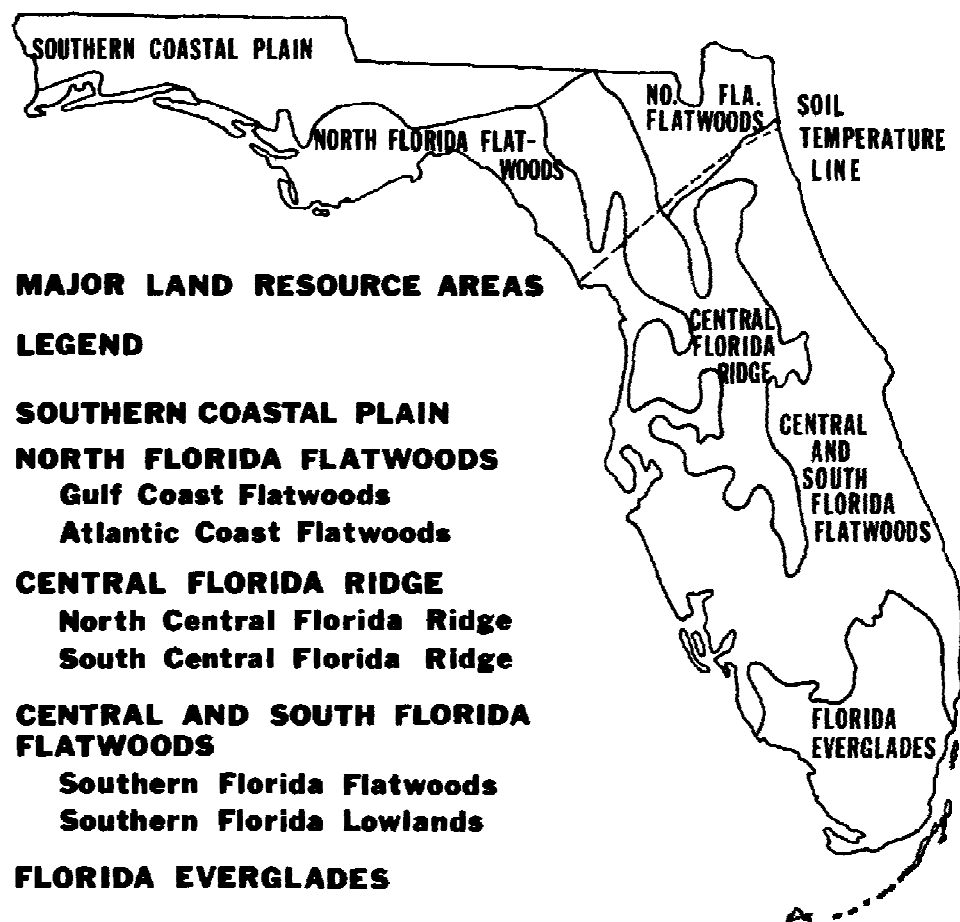 SOUTHERN COASTAL PLAIN
NO. FLA.
FLATWOODS
SOIL
TEMPERATURE
LINE
NORTH FLORIDA FLAT-
WOODS
MAJOR LAND RESOURCE AREAS
LEGEND
SOUTHERN COASTAL PLAIN
NORTH FLORIDA FLATWOODS
Gulf Coast Flatwoods
Atlantic Coast Flatwoods
CENTRAL FLORIDA RIDGE
North Central Florida Ridge
South Central Florida Ridge
CENTRAL AND SOUTH FLORIDA
FLATWOODS
Southern Florida Flatwoods
Southern Florida Lowlands
FLORIDA EVERGLADES
CENTRAL
FLORIDA
RIDGE
CENTRAL
AND
SOUTH
FLORIDA
FLATWOODS
FLORIDA
EVERGLADES